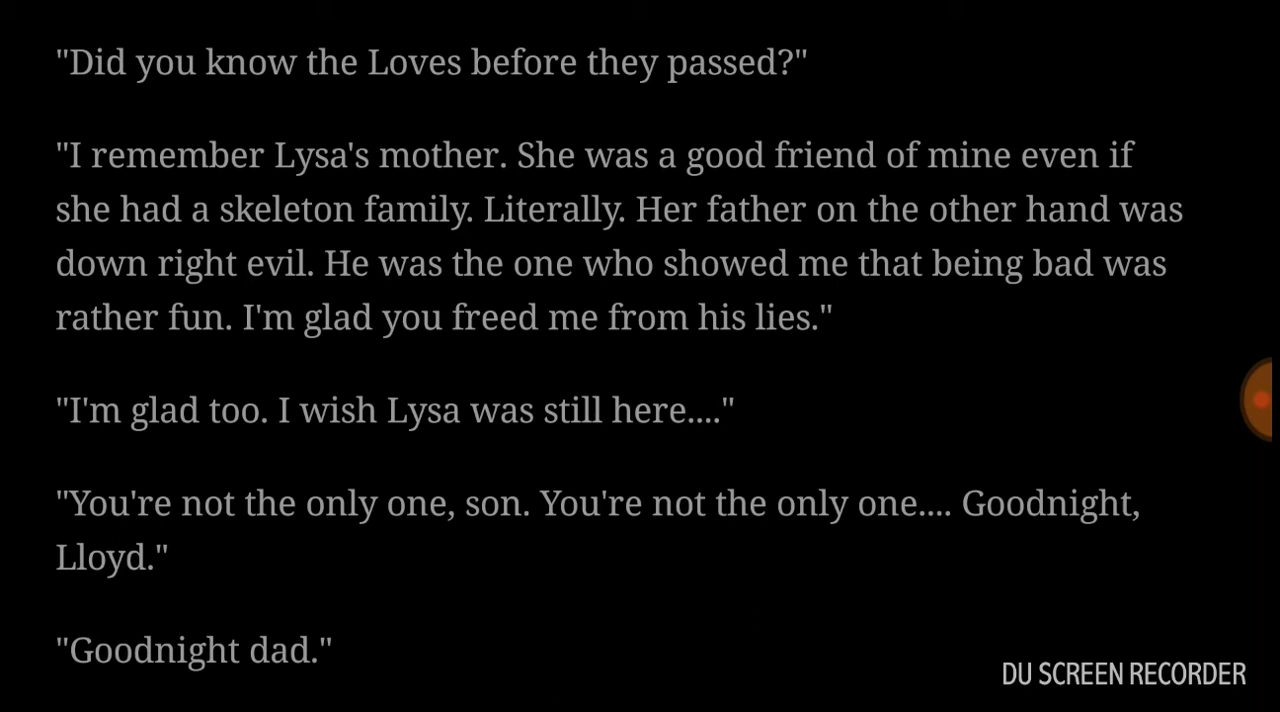 "Did you know the Loves before they passed?"
"I remember Lysa's mother. She was a good friend of mine even if
she had a skeleton family. Literally. Her father on the other hand was
down right evil. He was the one who showed me that being bad was
rather fun. I'm glad you freed me from his lies."
"I'm glad too. I wish Lysa was still here...."
"You're not the only one, son. You're not the only one.... Goodnight,
Lloyd."
"Goodnight dad."
DU SCREEN RECORDER